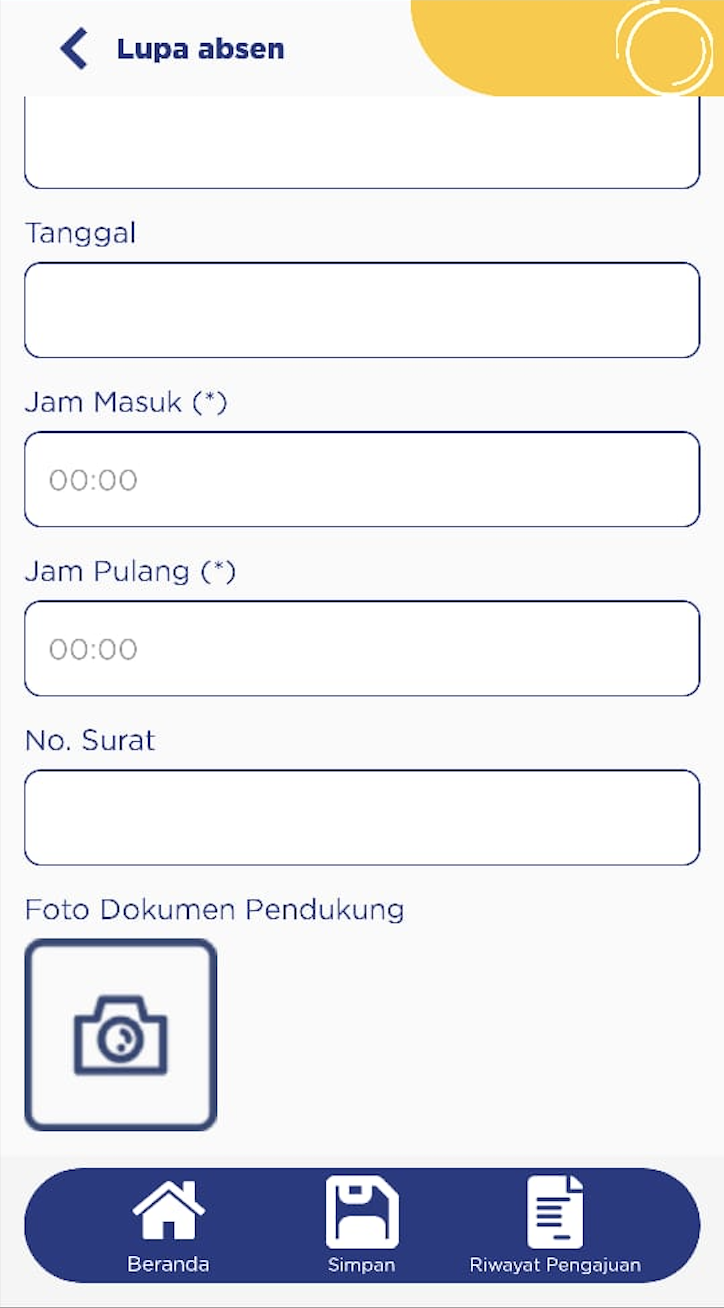 Lupa absen
Tanggal
Jam Masuk (*)
00:00
Jam Pulang (*)
00:00
No. Surat
Foto Dokumen Pendukung
Beranda
Simpan
Riwayat Pengajuan